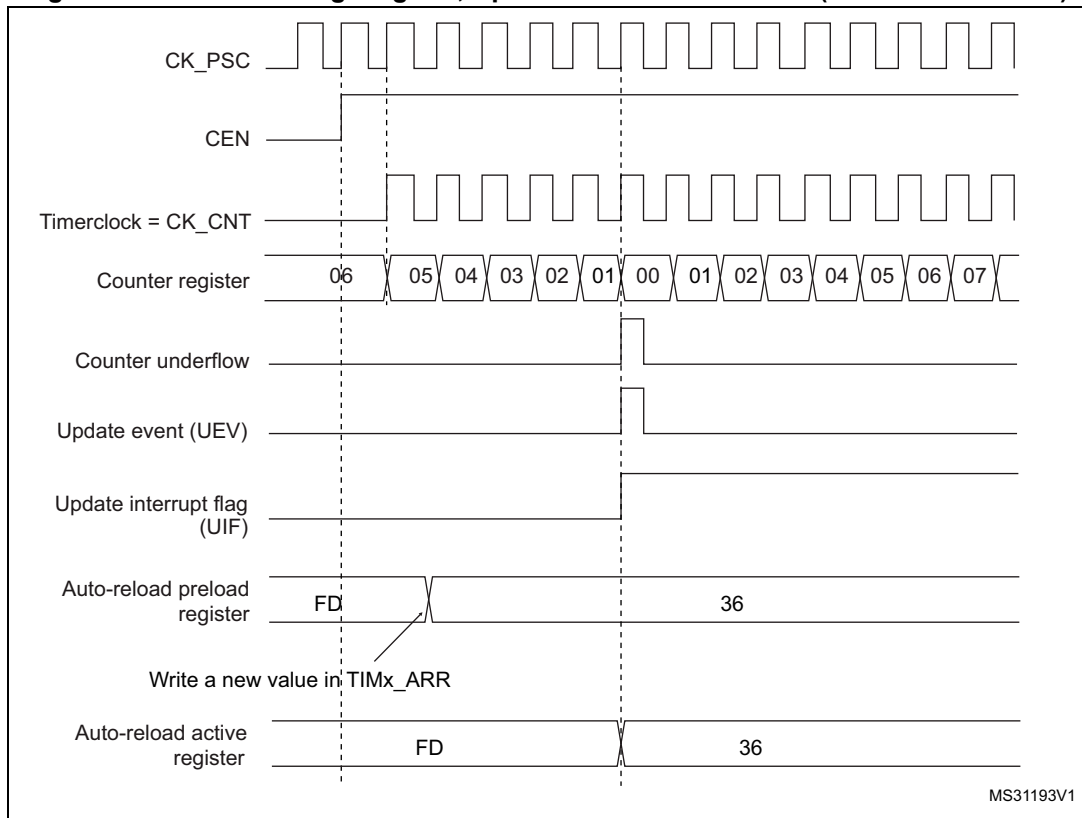 CK_PSC
CEN
Timerclock = CK_CNT
Counter register
06 05 04 03 02 01 00 01 02 03 04 05 06 07
Counter underflow
Update event (UEV)
Update interrupt flag
(UIF)
Auto-reload preload
register
FD 36
Write a new value in TIMx_ARR
Auto-reload active
register
FD 36
MS31193V1